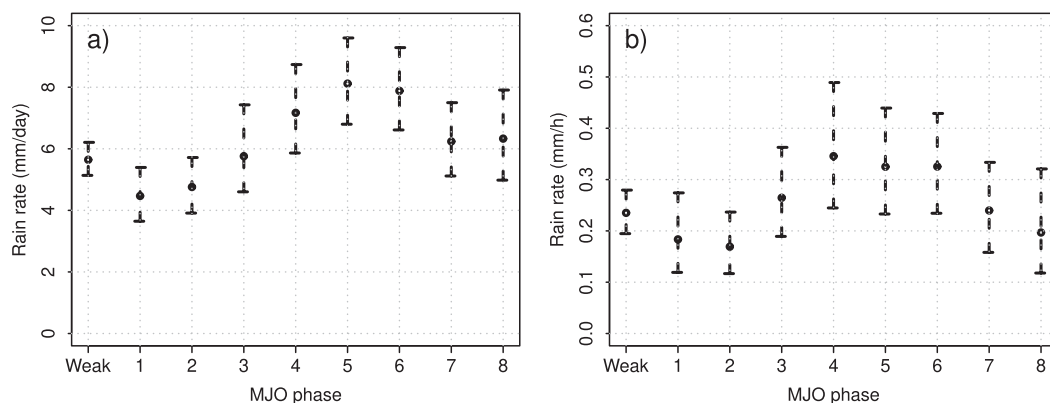 a)
Rain rate (mm/day)
10
8
6
4
2
0
Weak 1 2 3 4 5 6 7 8
MJO phase
b)
Rain rate (mm/h)
0.6
0.5
0.4
0.3
0.2
0.1
0.0
Weak 1 2 3 4 5 6 7 8
MJO phase